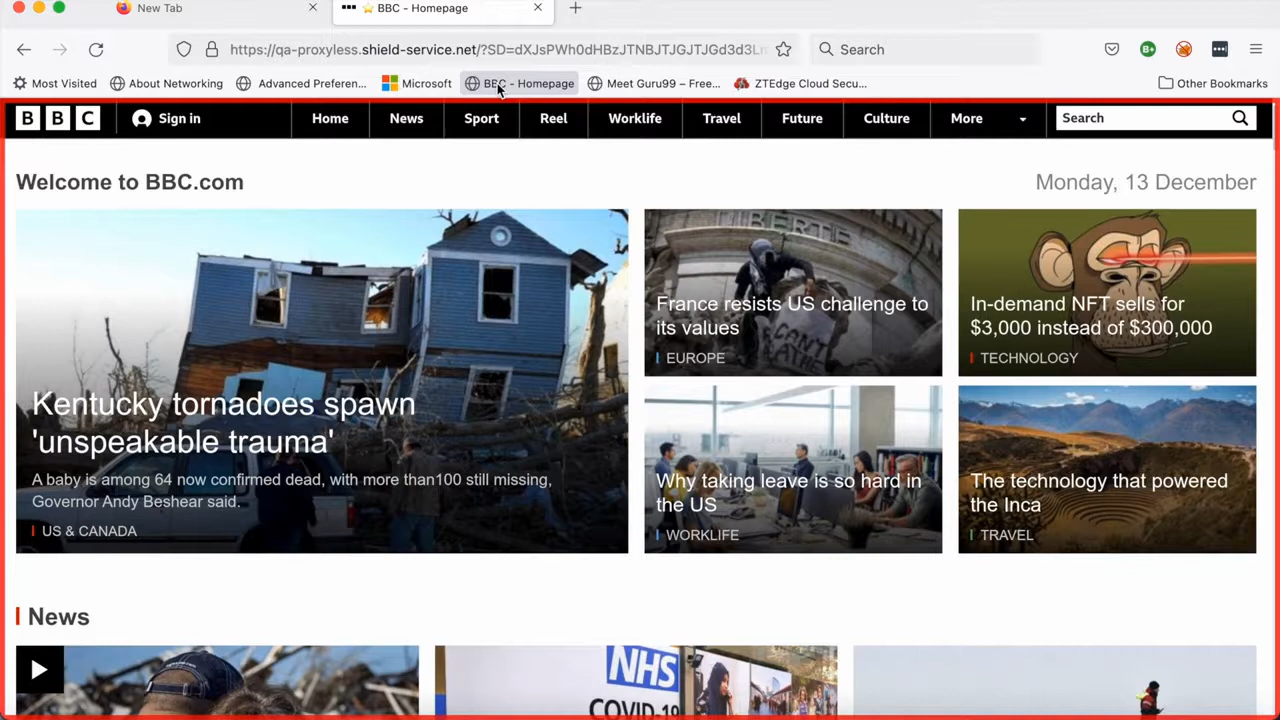 New Tab
BBC - Homepage
https://qa-proxyless.shield-service.net/?SD=dXJsPWh0dHBzJTNBJTJGJTJGd3d3L
Search
Most Visited
About Networking
Advanced Preferen...
Microsoft
BBC - Homepage
Meet Guru99 – Free...
ZTEdge Cloud Secu...
Other Bookmarks
BBC
Sign in
Home
News
Sport
Reel
Worklife
Travel
Future
Culture
More
Search
Welcome to BBC.com
Monday, 13 December
LIBERTE
CAN'T
Kentucky tornadoes spawn
'unspeakable trauma'
A baby is among 64 now confirmed dead, with more than100 still missing,
Governor Andy Beshear said.
US & CANADA
France resists US challenge to
its values
EUROPE
In-demand NFT sells for
$3,000 instead of $300,000
TECHNOLOGY
Why taking leave is so hard in
the US
WORKLIFE
The technology that powered
the Inca
TRAVEL
News
NHS
COVID-19